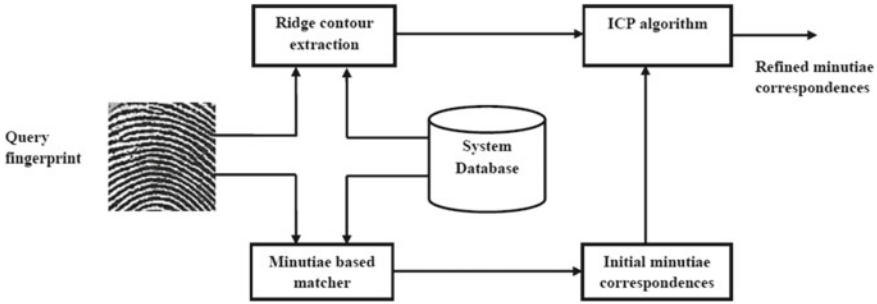 Ridge contour
extraction
ICP algorithm
Refined minutiae
correspondences
Query
fingerprint
System
Database
Minutiae based
matcher
Initial minutiae
correspondences